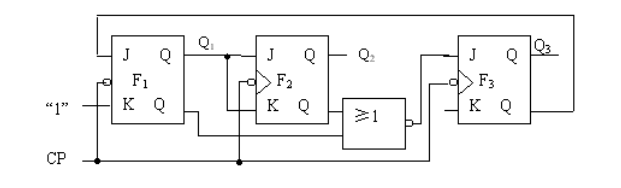 J Q Q₁ J Q Q₂ J Q Q₃
F₁ F₂ F₃
"1" K Q K Q ≥1 K Q
CP